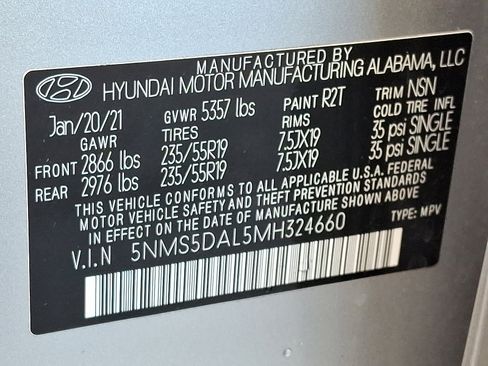 MANUFACTURED BY
HYUNDAI MOTOR MANUFACTURING ALABAMA, LLC
Jan/20/21 GVWR 5357 lbs PAINT R2T TRIM NSN
GAWR TIRES RIMS COLD TIRE INFL
FRONT 2866 lbs 235/55R19 7.5JX19 35 psi SINGLE
REAR 2976 lbs 235/55R19 7.5JX19 35 psi SINGLE
THIS VEHICLE CONFORMS TO ALL APPLICABLE U.S.A. FEDERAL
MOTOR VEHICLE SAFETY AND THEFT PREVENTION STANDARDS
IN EFFECT ON THE DATE OF MANUFACTURE SHOWN ABOVE
V.I.N 5NMS5DAL5MH324660 TYPE: MPV